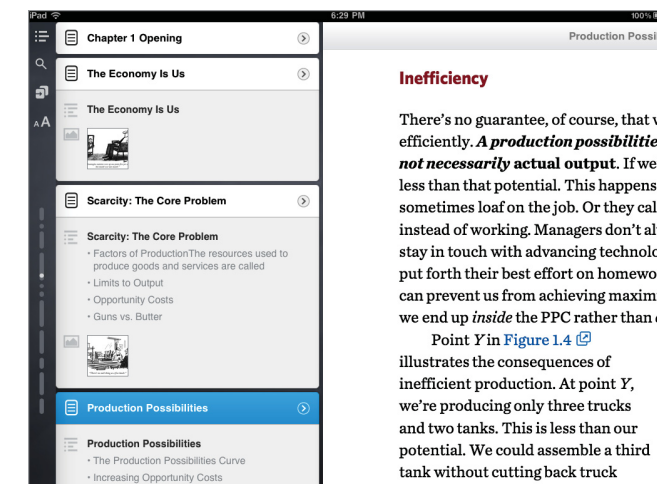 iPad
6:29 PM
100%
Chapter 1 Opening
The Economy Is Us
The Economy Is Us
Scarcity: The Core Problem
Scarcity: The Core Problem
• Factors of ProductionThe resources used to
produce goods and services are called
• Limits to Output
• Opportunity Costs
• Guns vs. Butter
Production Possibilities
Production Possibilities
• The Production Possibilities Curve
• Increasing Opportunity Costs
AA
Production Possi
Inefficiency
There's no guarantee, of course, that
efficiently. A production possibilitie
not necessarily actual output. If we
less than that potential. This happens
sometimes loaf on the job. Or they cal
instead of working. Managers don't al
stay in touch with advancing technolo
put forth their best effort on homewo
can prevent us from achieving maxim
we end up inside the PPC rather than
Point Y in Figure 1.4
illustrates the consequences of
inefficient production. At point Y,
we're producing only three trucks
and two tanks. This is less than our
potential. We could assemble a third
tank without cutting back truck